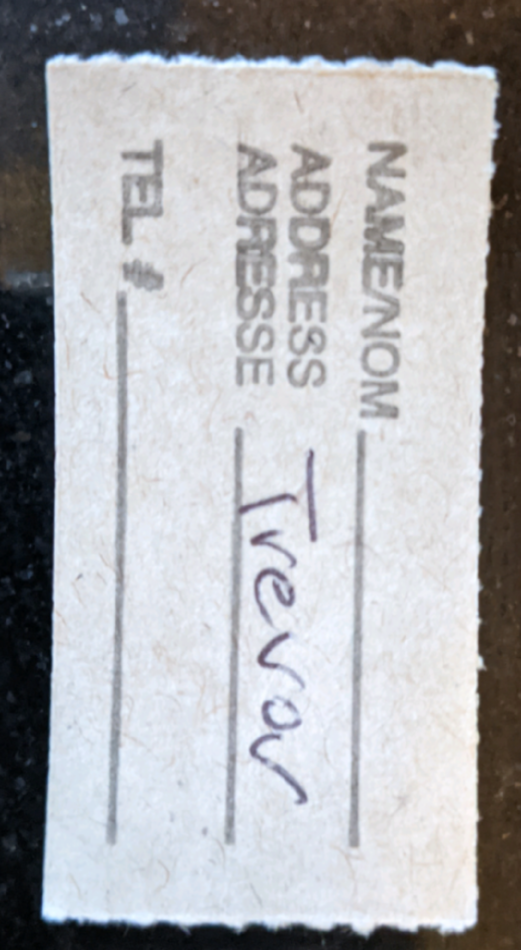 NAME/NOM
ADDRESS
ADRESSE Trevor
TEL #